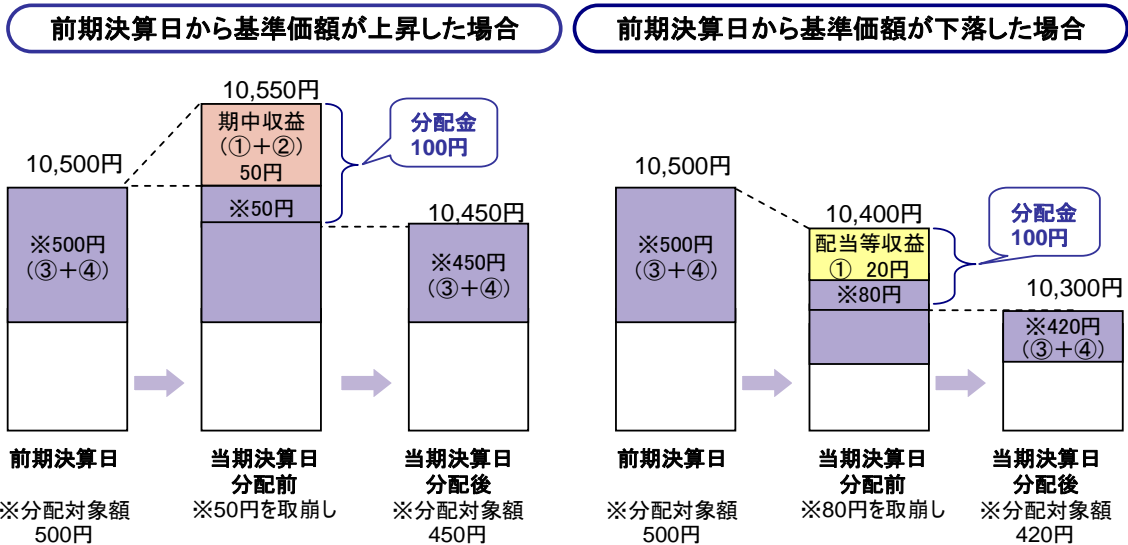 前期決算日から基準価額が上昇した場合
10,550円
期中収益
(①+②)
50円
※50円
分配金
100円
10,500円
※500円
(③+④)
10,450円
※450円
(③+④)
前期決算日
※分配対象額
500円
当期決算日
分配前
※50円を取崩し
当期決算日
分配後
※分配対象額
450円
前期決算日から基準価額が下落した場合
10,500円
※500円
(③+④)
10,400円
配当等収益
① 20円
※80円
分配金
100円
10,300円
※420円
(③+④)
前期決算日
※分配対象額
500円
当期決算日
分配前
※80円を取崩し
当期決算日
分配後
※分配対象額
420円